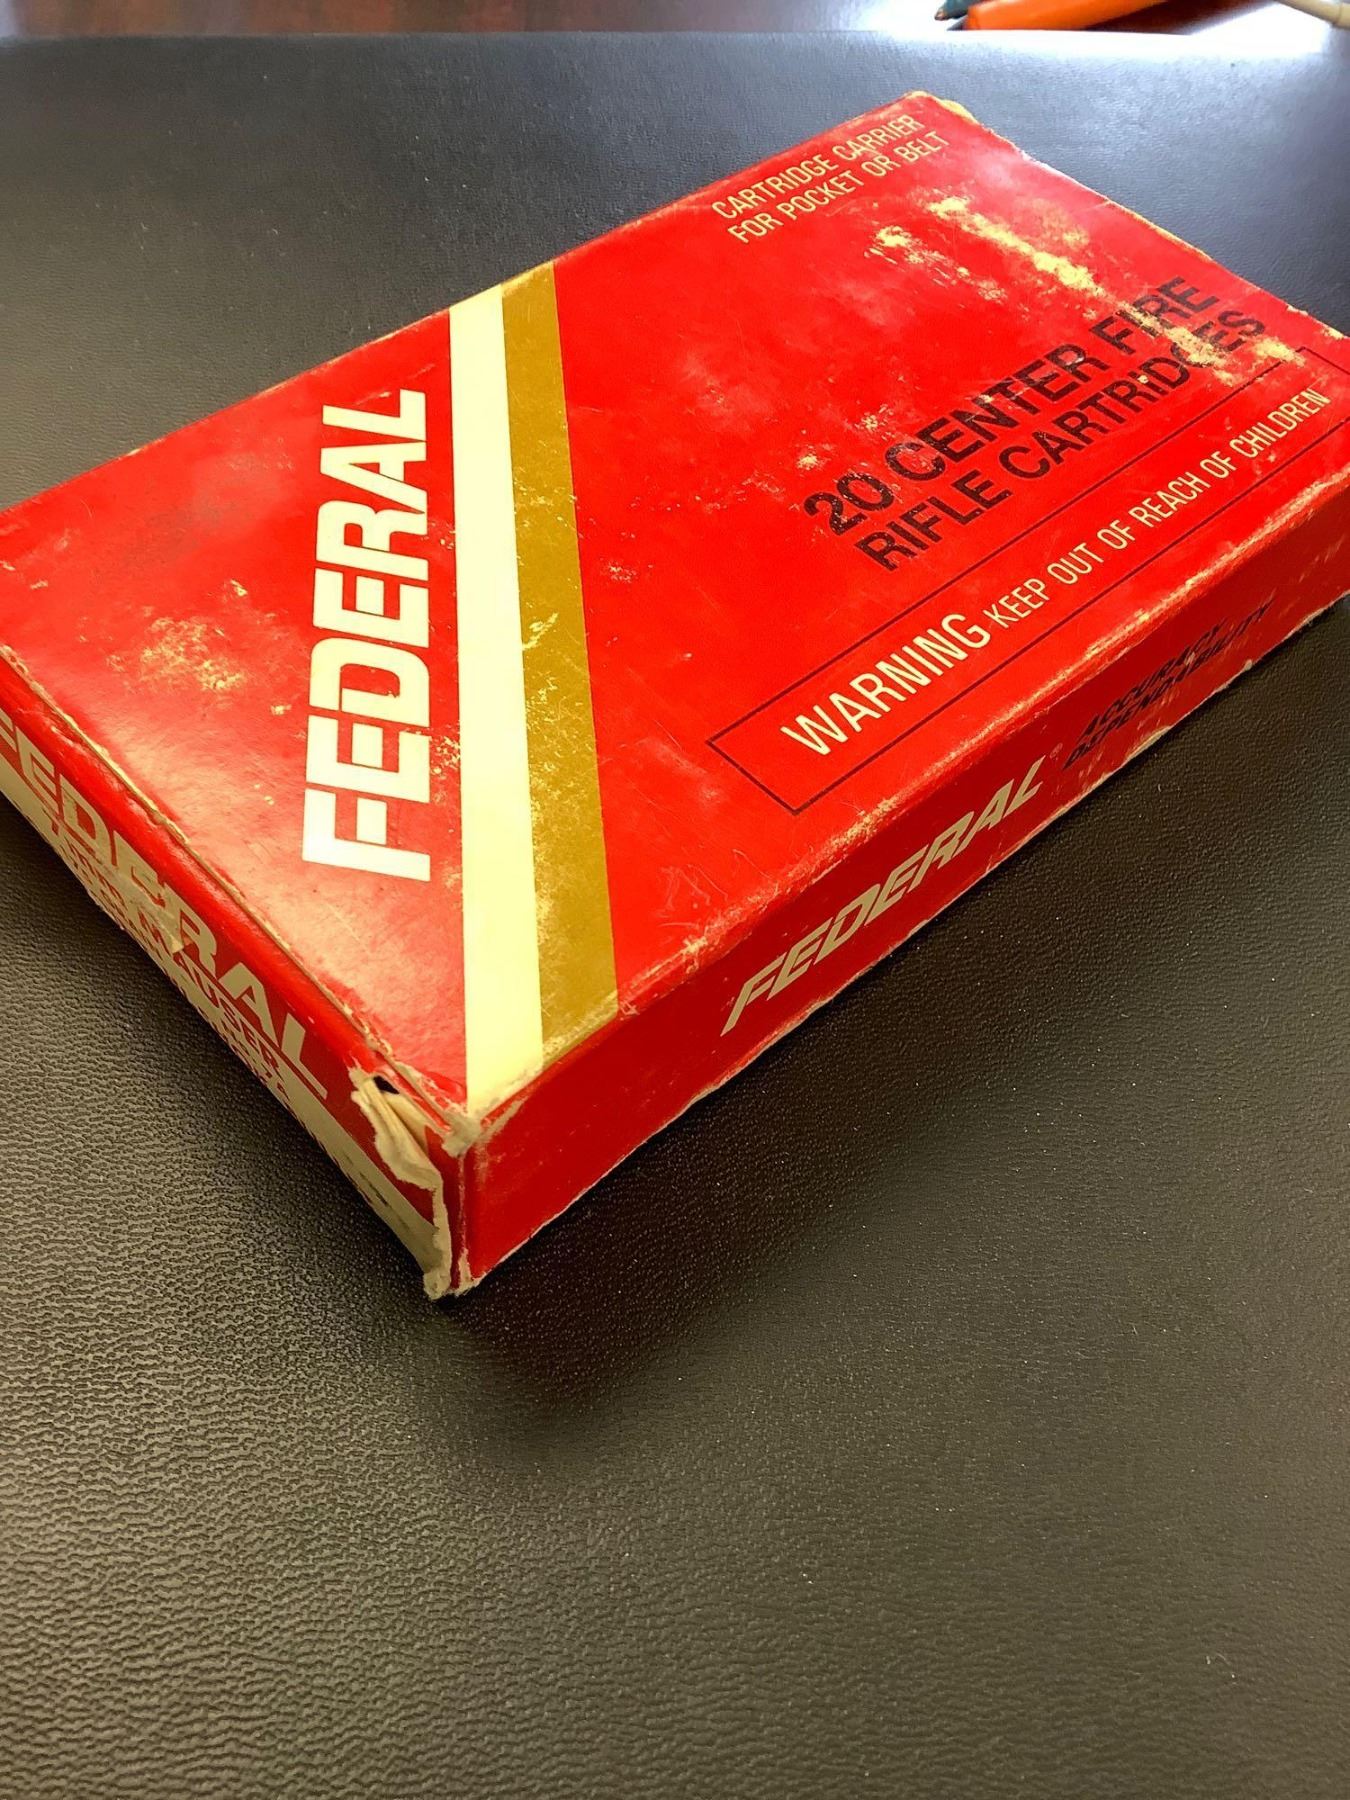 CARTRIDGE CARRIER
FOR POCKET OR BELT
FEDERAL
20 CENTER FIRE
RIFLE CARTRIDGES
WARNING KEEP OUT OF REACH OF CHILDREN
FEDERAL
ACCURACY
DEPENDABILITY
FEDERAL
MAUSER